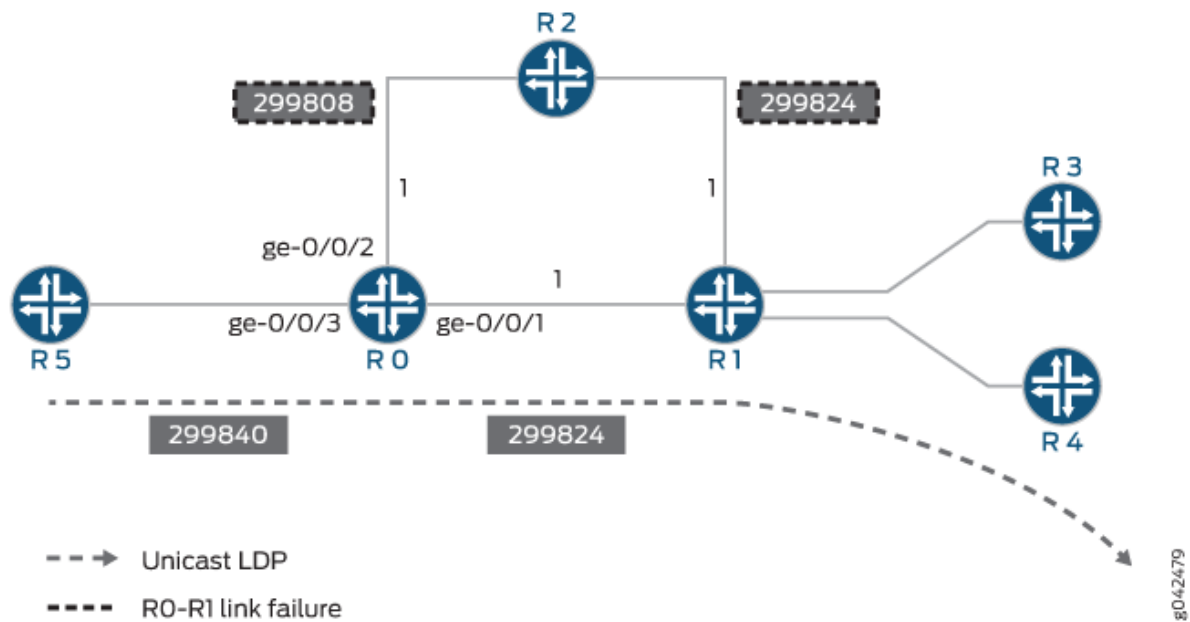 R 2
299808
299824
1
1
R 3
ge-0/0/2
1
ge-0/0/3
ge-0/0/1
R 5
R 0
R 1
299840
299824
R 4
Unicast LDP
R0-R1 link failure
g042479